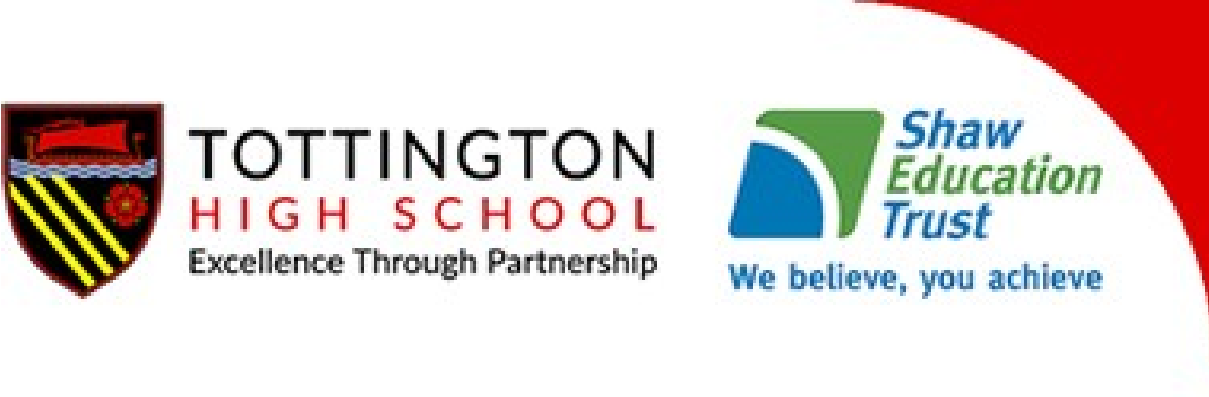 TOTTINGTON
HIGH SCHOOL
Excellence Through Partnership
Shaw
Education
Trust
We believe, you achieve